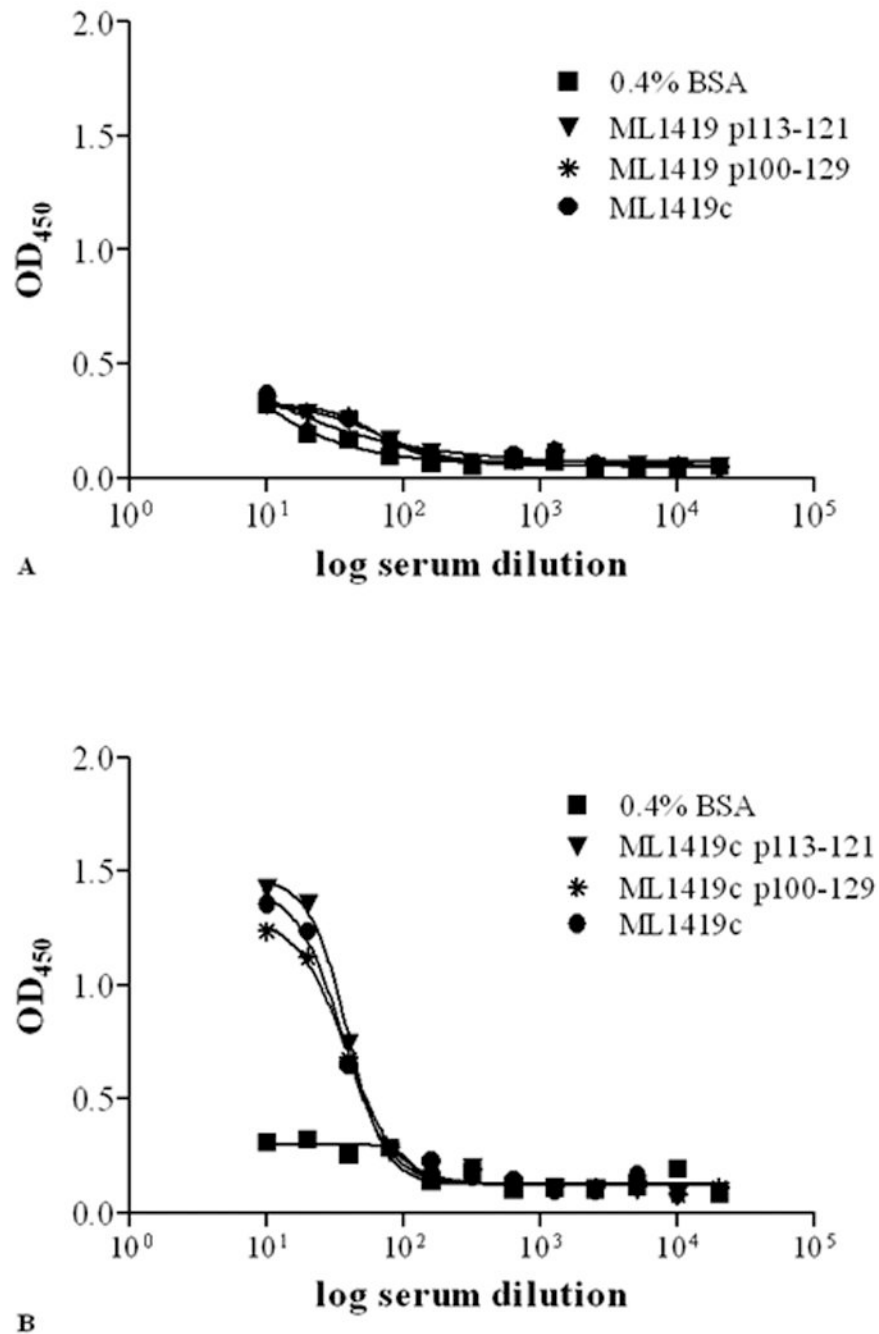 2.0
0.4% BSA
ML1419 p113-121
1.5
ML1419 p100-129
ML1419c
OD450
1.0
0.5
0.0
10^0 10^1 10^2 10^3 10^4 10^5
A
log serum dilution
2.0
0.4% BSA
ML1419c p113-121
1.5
ML1419c p100-129
ML1419c
OD450
1.0
0.5
0.0
10^0 10^1 10^2 10^3 10^4 10^5
log serum dilution
B